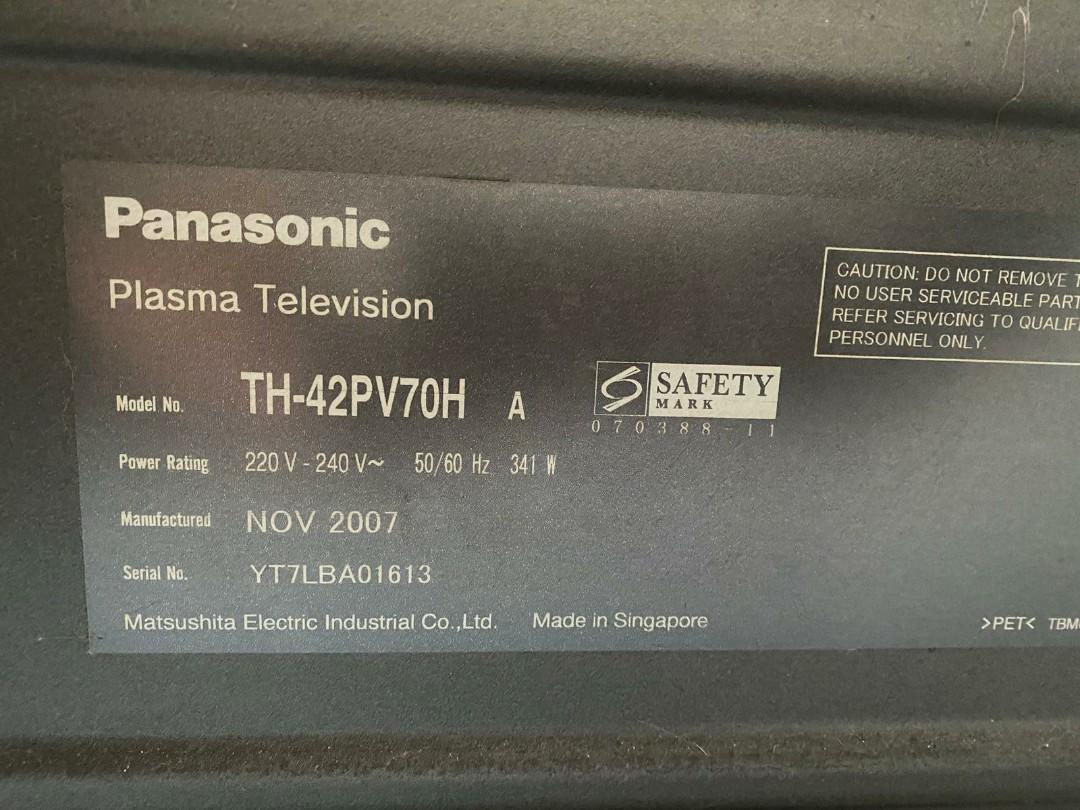 Panasonic
Plasma Television
CAUTION: DO NOT REMOVE
NO USER SERVICEABLE
REFER SERVICING TO
PERSONNEL ONLY.
Model No. TH-42PV70H A
SAFETY
MARK
070388-11
Power Rating 220 V - 240 V~ 50/60 Hz 341 W
Manufactured NOV 2007
Serial No. YT7LBA01613
Matsushita Electric Industrial Co.,Ltd. Made in Singapore
>PET<